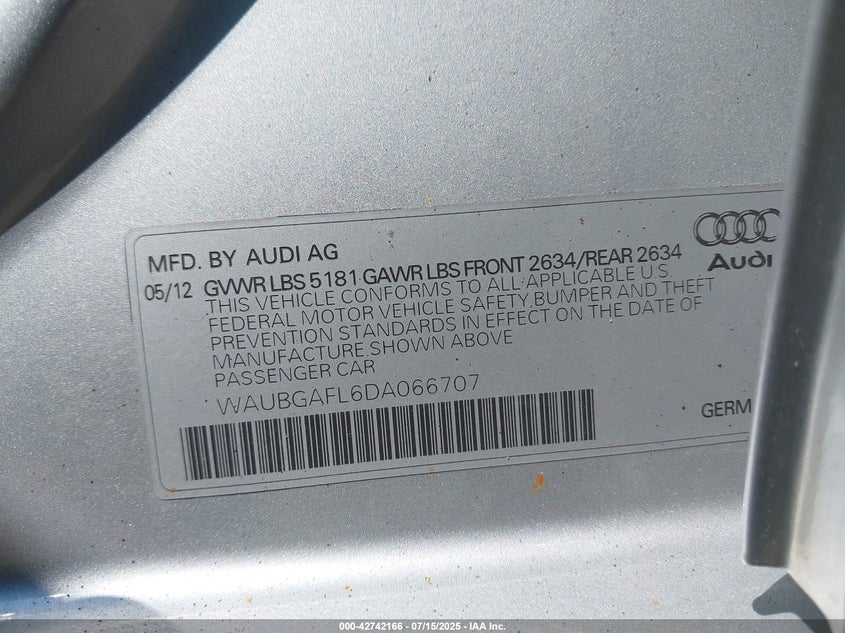 MFD. BY AUDI AG
05/12 GVWR LBS 5181 GAWR LBS FRONT 2634/REAR 2634
THIS VEHICLE CONFORMS TO ALL APPLICABLE U S
FEDERAL MOTOR VEHICLE SAFETY, BUMPER AND THEFT
PREVENTION STANDARDS IN EFFECT ON THE DATE OF
MANUFACTURE SHOWN ABOVE
PASSENGER CAR
WAUBGAFL6DA066707
Audi
GERM
000-42742166 - 07/15/2025 - IAA Inc.